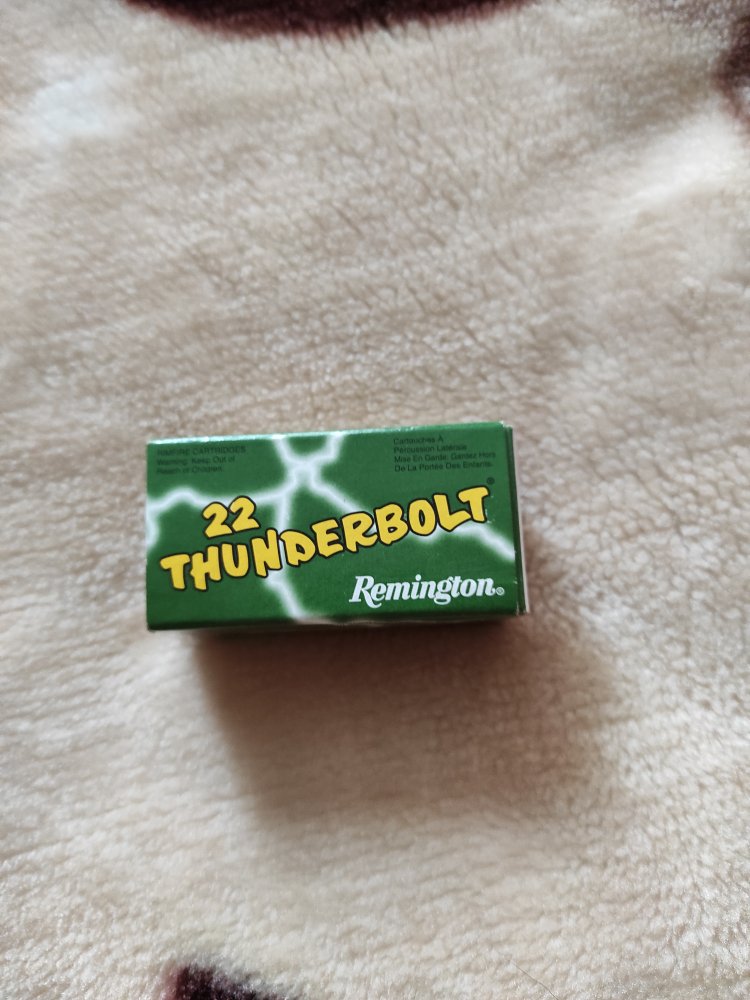 RIMFIRE CARTRIDGES
Warning: Keep Out of
Reach of Children.
Cartouches À
Percussion Latérale
Mise En Garde: Gardez Hors
De La Portée Des Enfants.
22
THUNDERBOLT®
Remington®